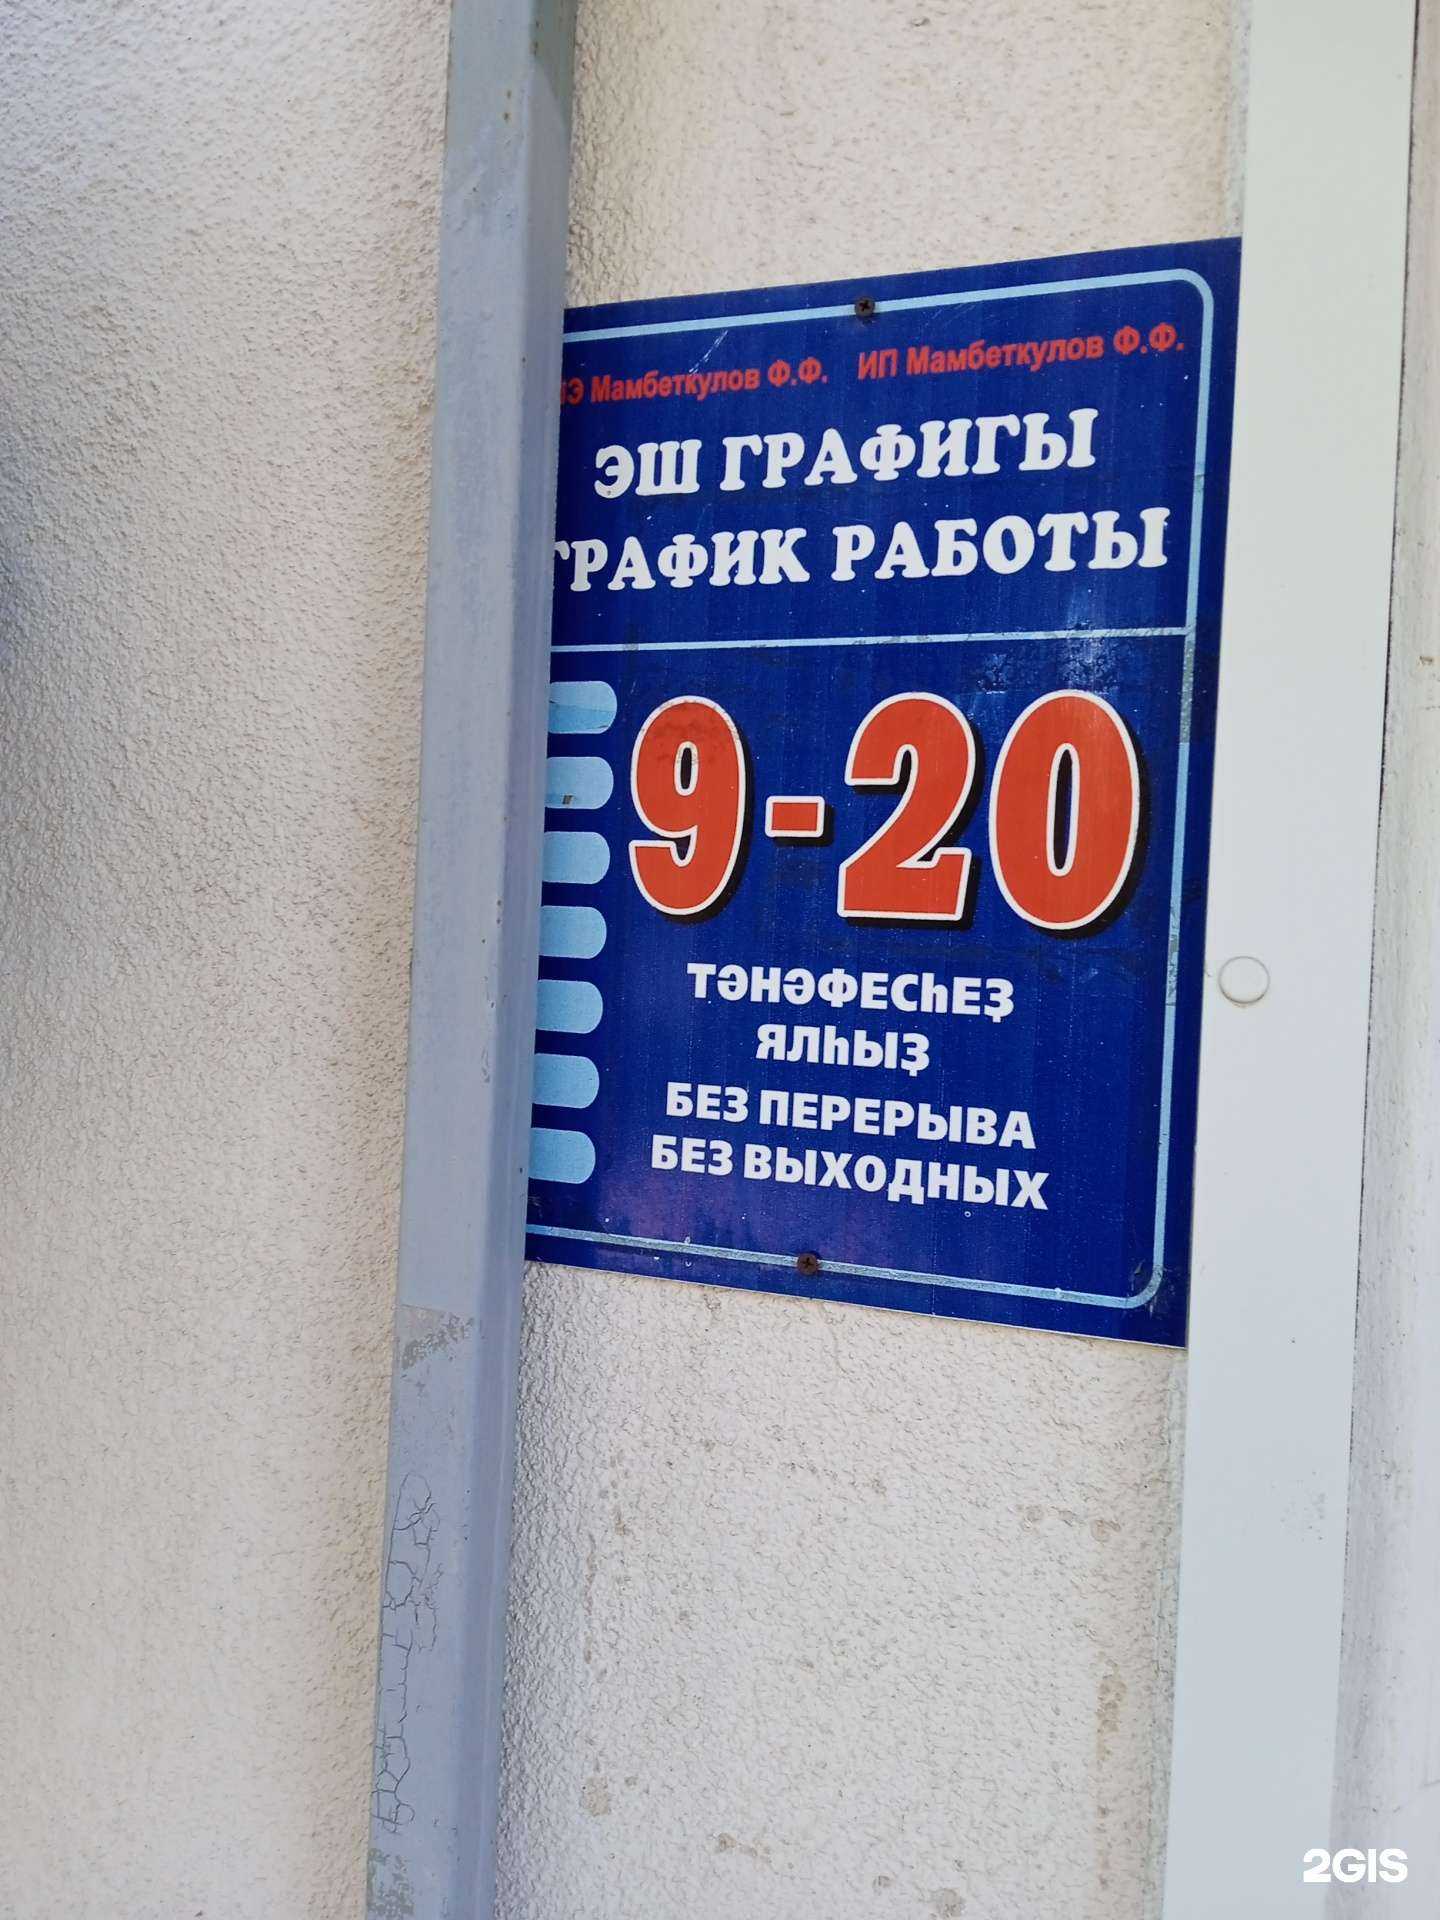 Мамбеткулов Ф.Ф. ИП Мамбеткулов Ф.Ф.
ЭШ ГРАФИГЫ
ГРАФИК РАБОТЫ
9-20
ТӘНӘФЕСҺЕҘ
ЯЛҺЫҘ
БЕЗ ПЕРЕРЫВА
БЕЗ ВЫХОДНЫХ
2GIS